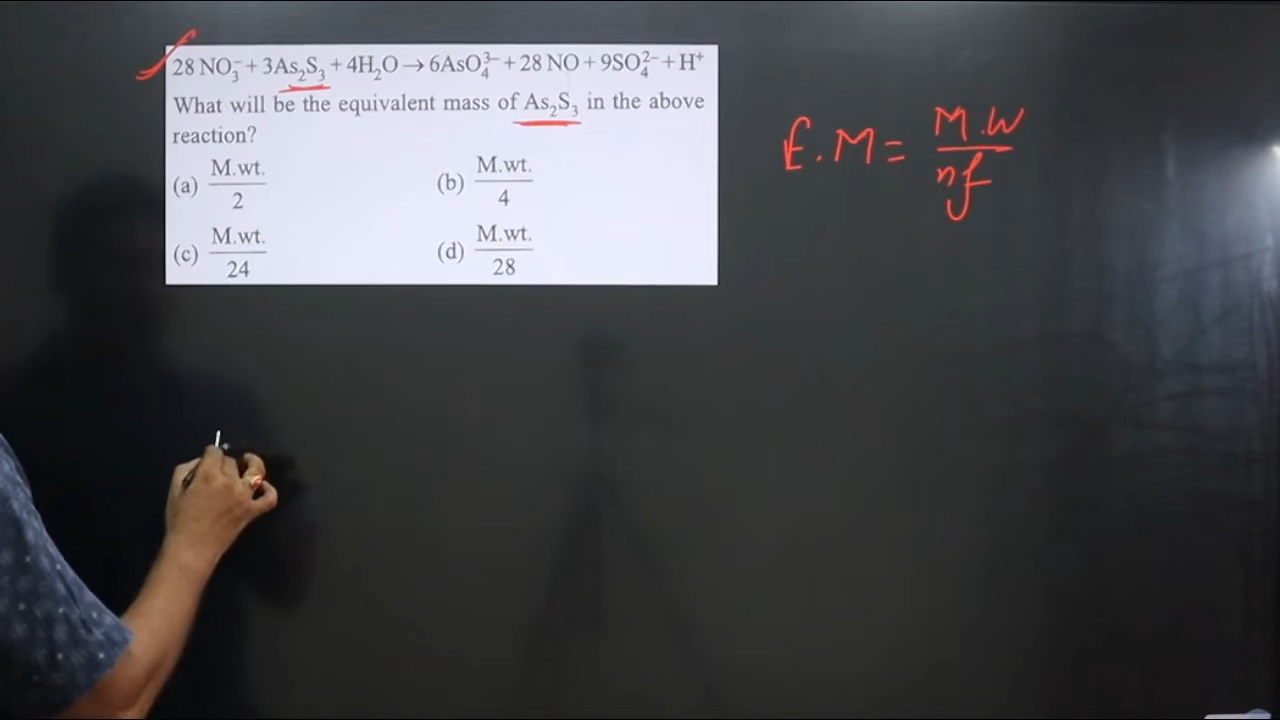 28 NO₃⁻ + 3As₂S₃ + 4H₂O → 6AsO₄³⁻ + 28 NO + 9SO₄²⁻ + H⁺
What will be the equivalent mass of As₂S₃ in the above
reaction?
(a) M.wt./2 (b) M.wt./4
(c) M.wt./24 (d) M.wt./28
E.M = M.W/nf